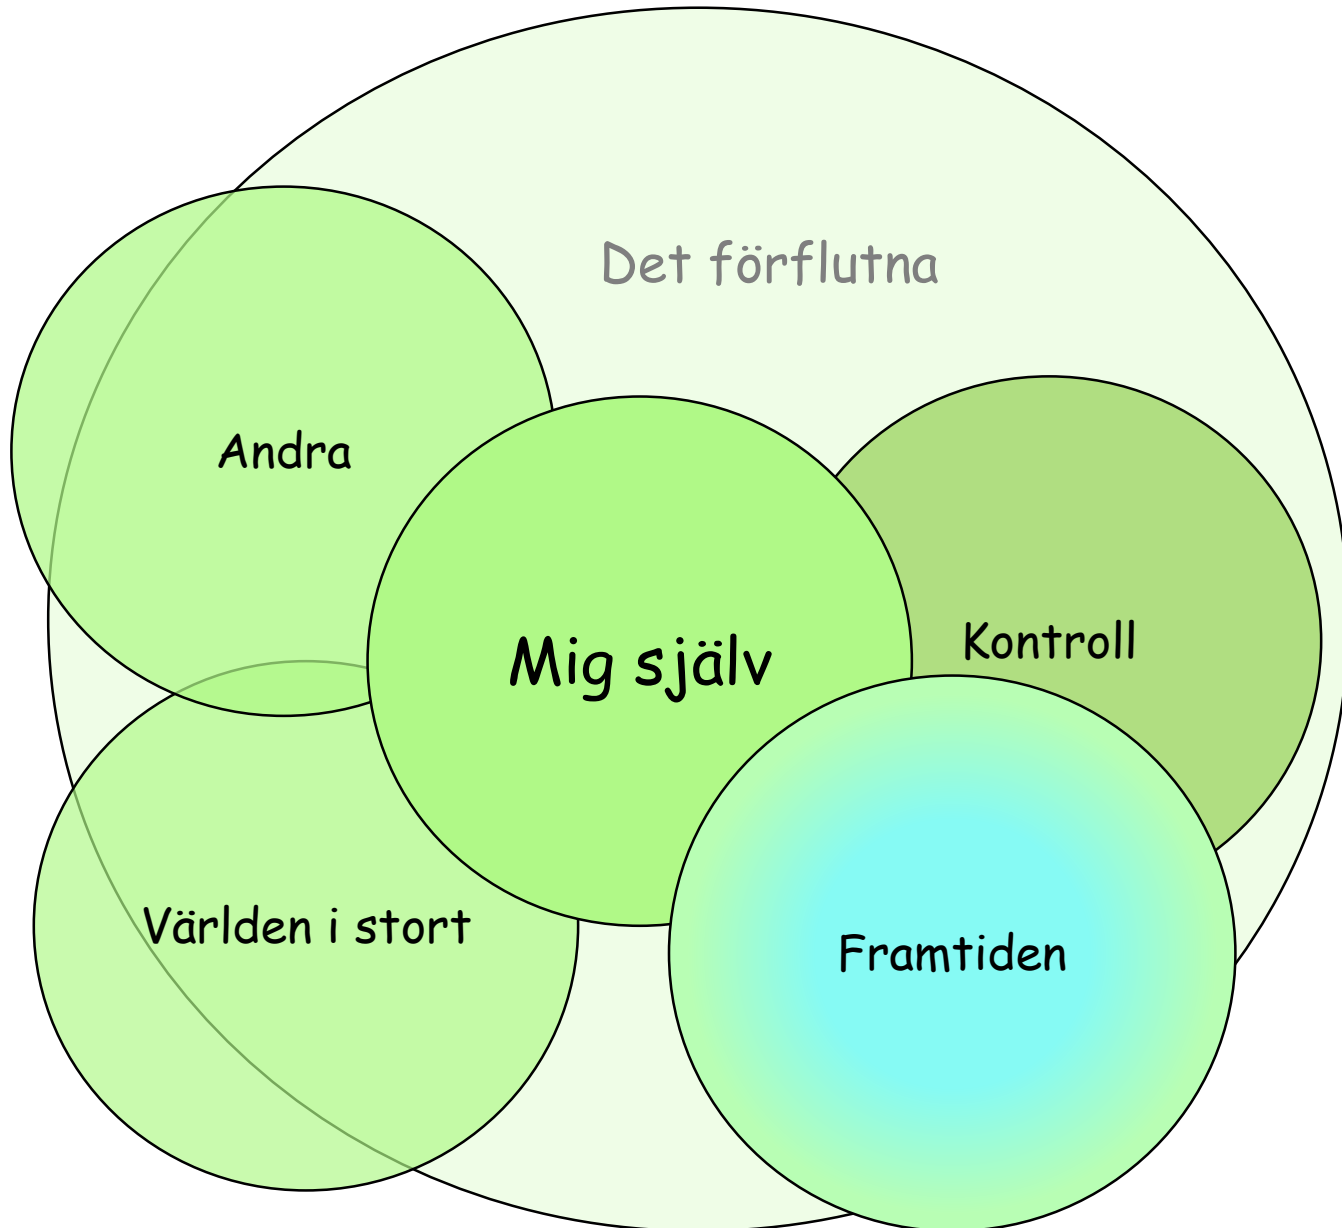 Det förflutna
Andra
Mig själv
Kontroll
Världen i stort
Framtiden